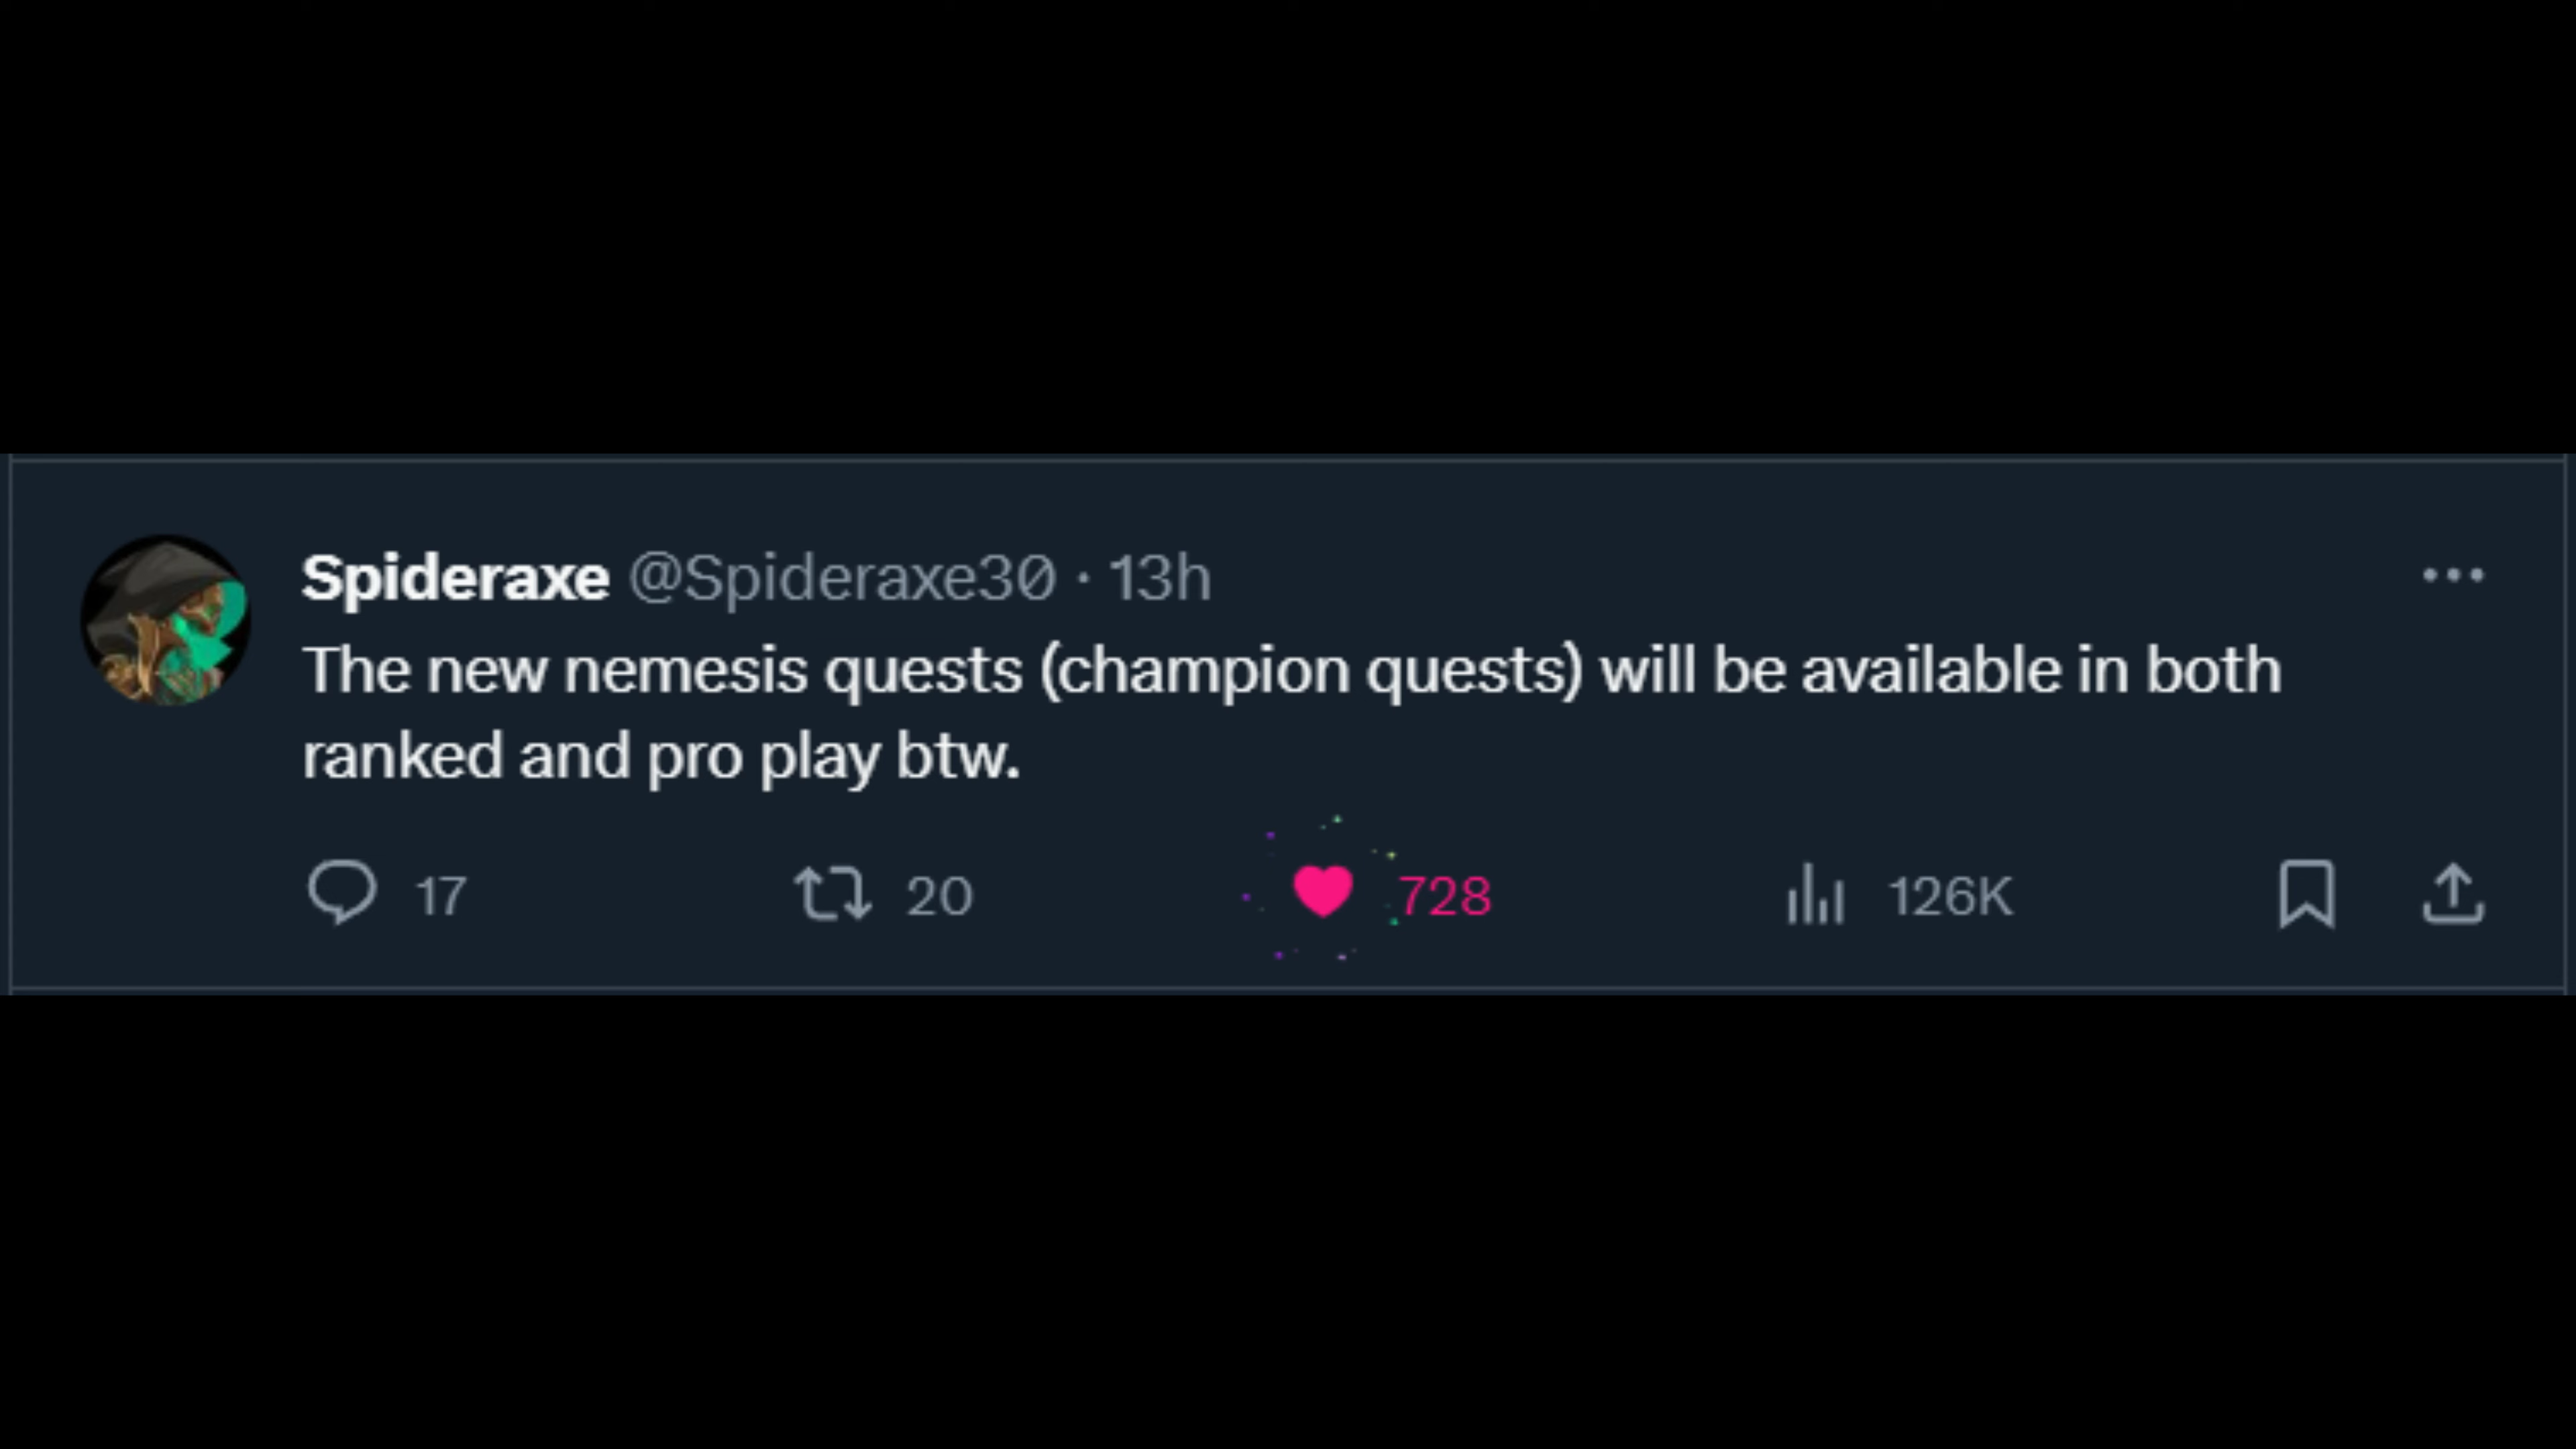 Spideraxe @Spideraxe30 · 13h
The new nemesis quests (champion quests) will be available in both
ranked and pro play btw.
17 20 728 126K